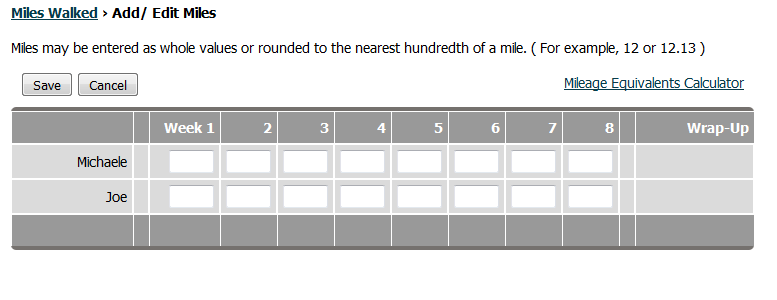 Miles Walked › Add/ Edit Miles
Miles may be entered as whole values or rounded to the nearest hundredth of a mile. ( For example, 12 or 12.13 )
Save Cancel Mileage Equivalents Calculator
Week 1 2 3 4 5 6 7 8 Wrap-Up
Michaele
Joe